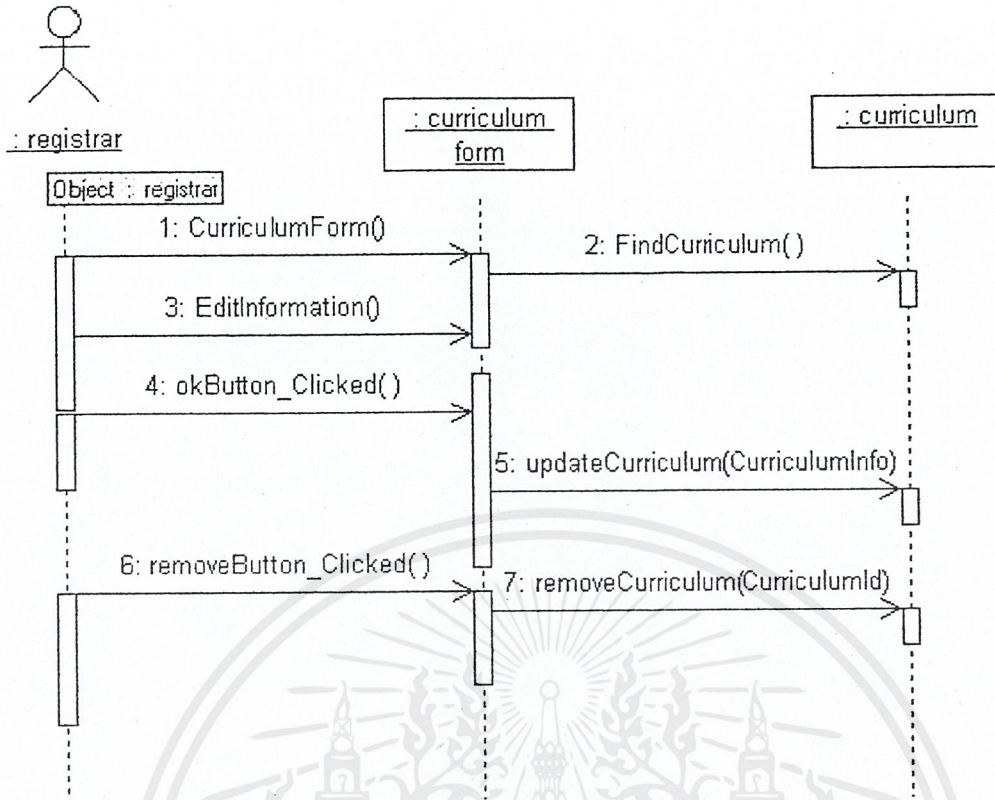 : registrar
: curriculum
form
: curriculum
Object : registrar
1: CurriculumForm()
2: FindCurriculum( )
3: EditInformation()
4: okButton_Clicked( )
5: updateCurriculum(CurriculumInfo)
6: removeButton_Clicked( )
7: removeCurriculum(CurriculumId)